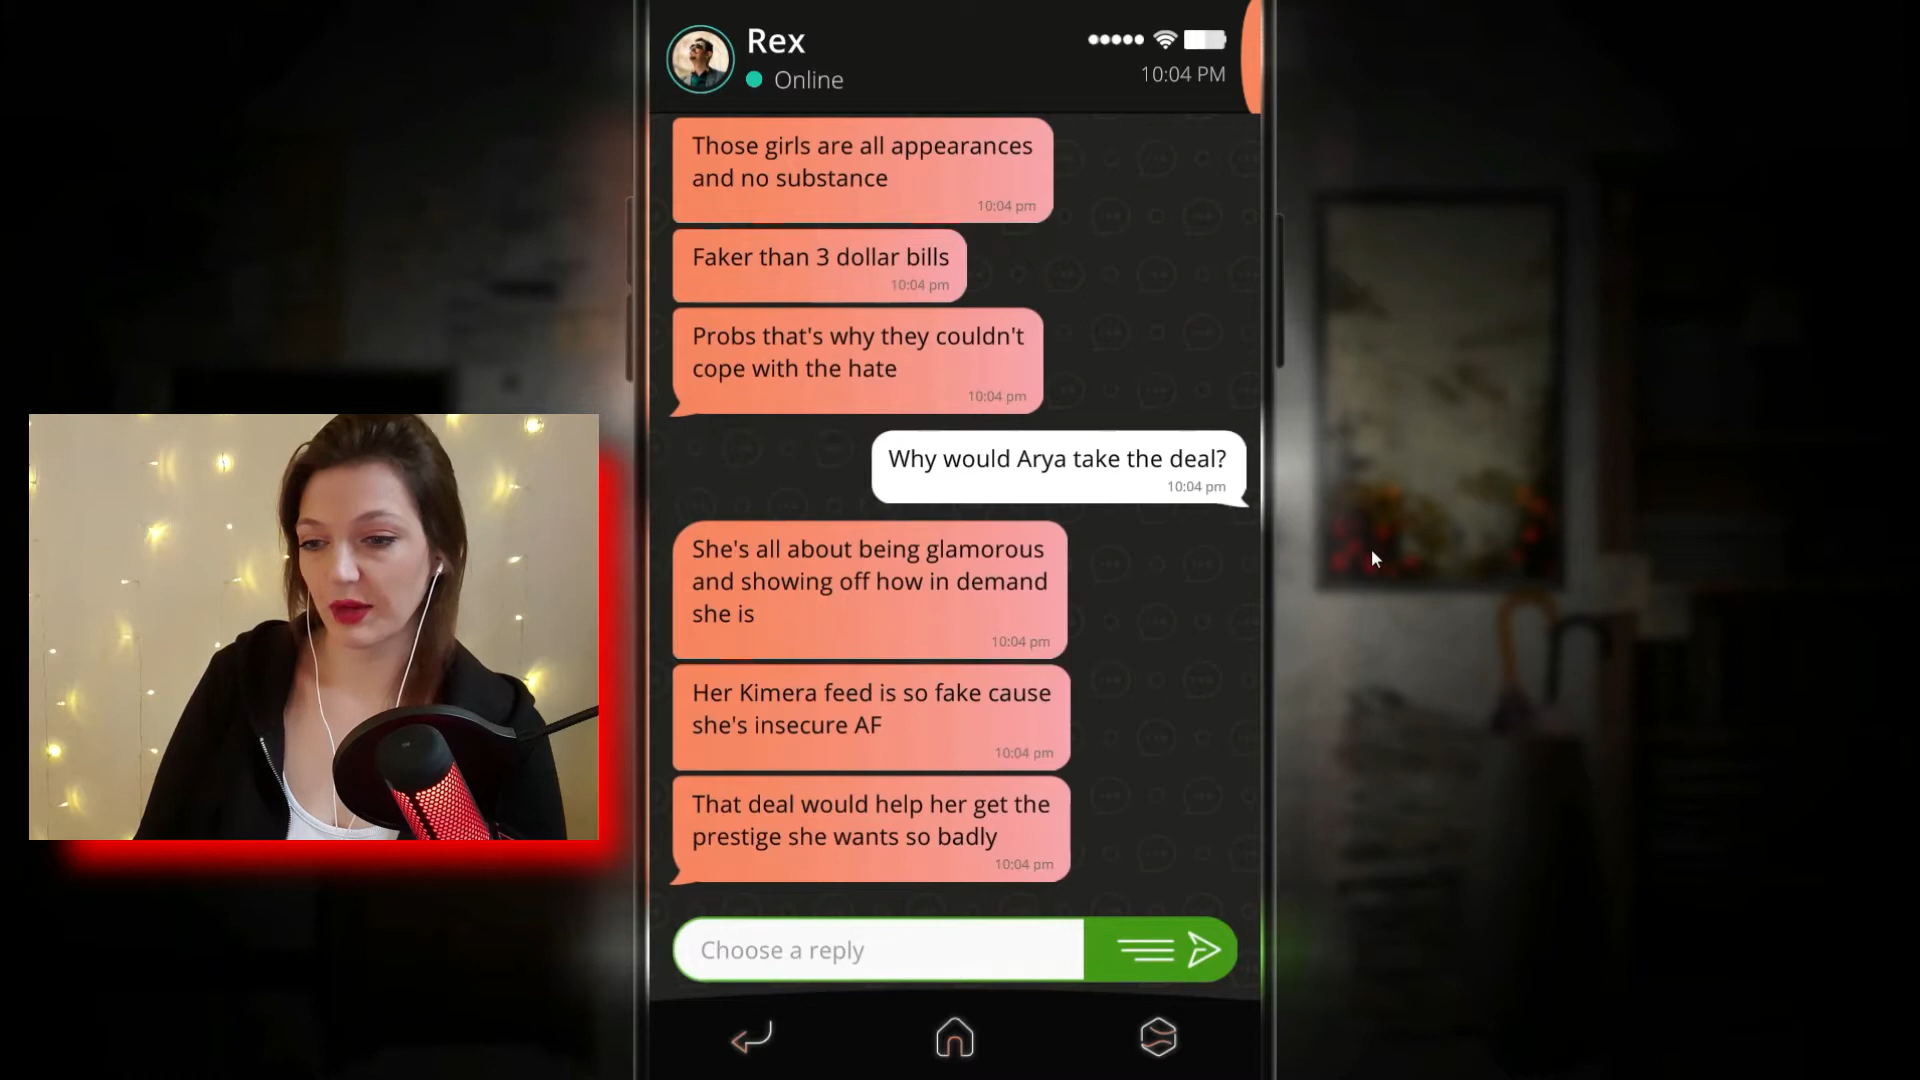 Rex
Online
10:04 PM
Those girls are all appearances
and no substance
10:04 pm
Faker than 3 dollar bills
10:04 pm
Probs that's why they couldn't
cope with the hate
10:04 pm
Why would Arya take the deal?
10:04 pm
She's all about being glamorous
and showing off how in demand
she is
10:04 pm
Her Kimera feed is so fake cause
she's insecure AF
10:04 pm
That deal would help her get the
prestige she wants so badly
10:04 pm
Choose a reply